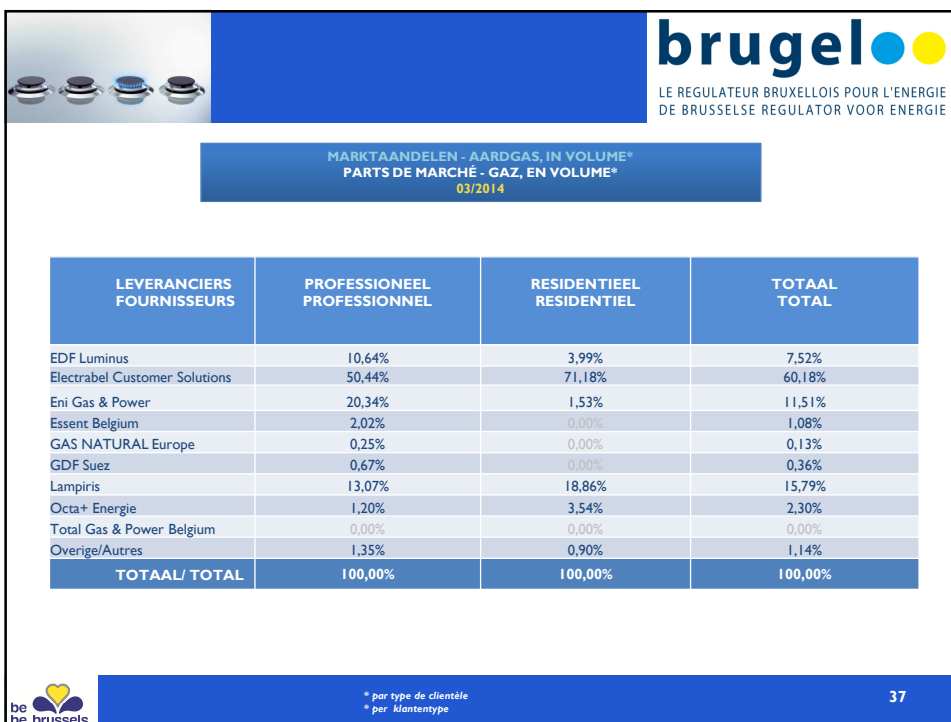 brugel
LE REGULATEUR BRUXELLOIS POUR L'ENERGIE
DE BRUSSELSE REGULATOR VOOR ENERGIE
MARKTAANDELEN - AARDGAS, IN VOLUME*
PARTS DE MARCHÉ - GAZ, EN VOLUME*
03/2014
LEVERANCIERS PROFESSIONEEL RESIDENTIEEL TOTAAL
FOURNISSEURS PROFESSIONNEL RESIDENTIEL TOTAL
EDF Luminus 10,64% 3,99% 7,52%
Electrabel Customer Solutions 50,44% 71,18% 60,18%
Eni Gas & Power 20,34% 1,53% 11,51%
Essent Belgium 2,02% 0,00% 1,08%
GAS NATURAL Europe 0,25% 0,00% 0,13%
GDF Suez 0,67% 0,00% 0,36%
Lampiris 13,07% 18,86% 15,79%
Octa+ Energie 1,20% 3,54% 2,30%
Total Gas & Power Belgium 0,00% 0,00% 0,00%
Overige/Autres 1,35% 0,90% 1,14%
TOTAAL/ TOTAL 100,00% 100,00% 100,00%
* par type de clientèle
* per klantentype
37
be
be brussels